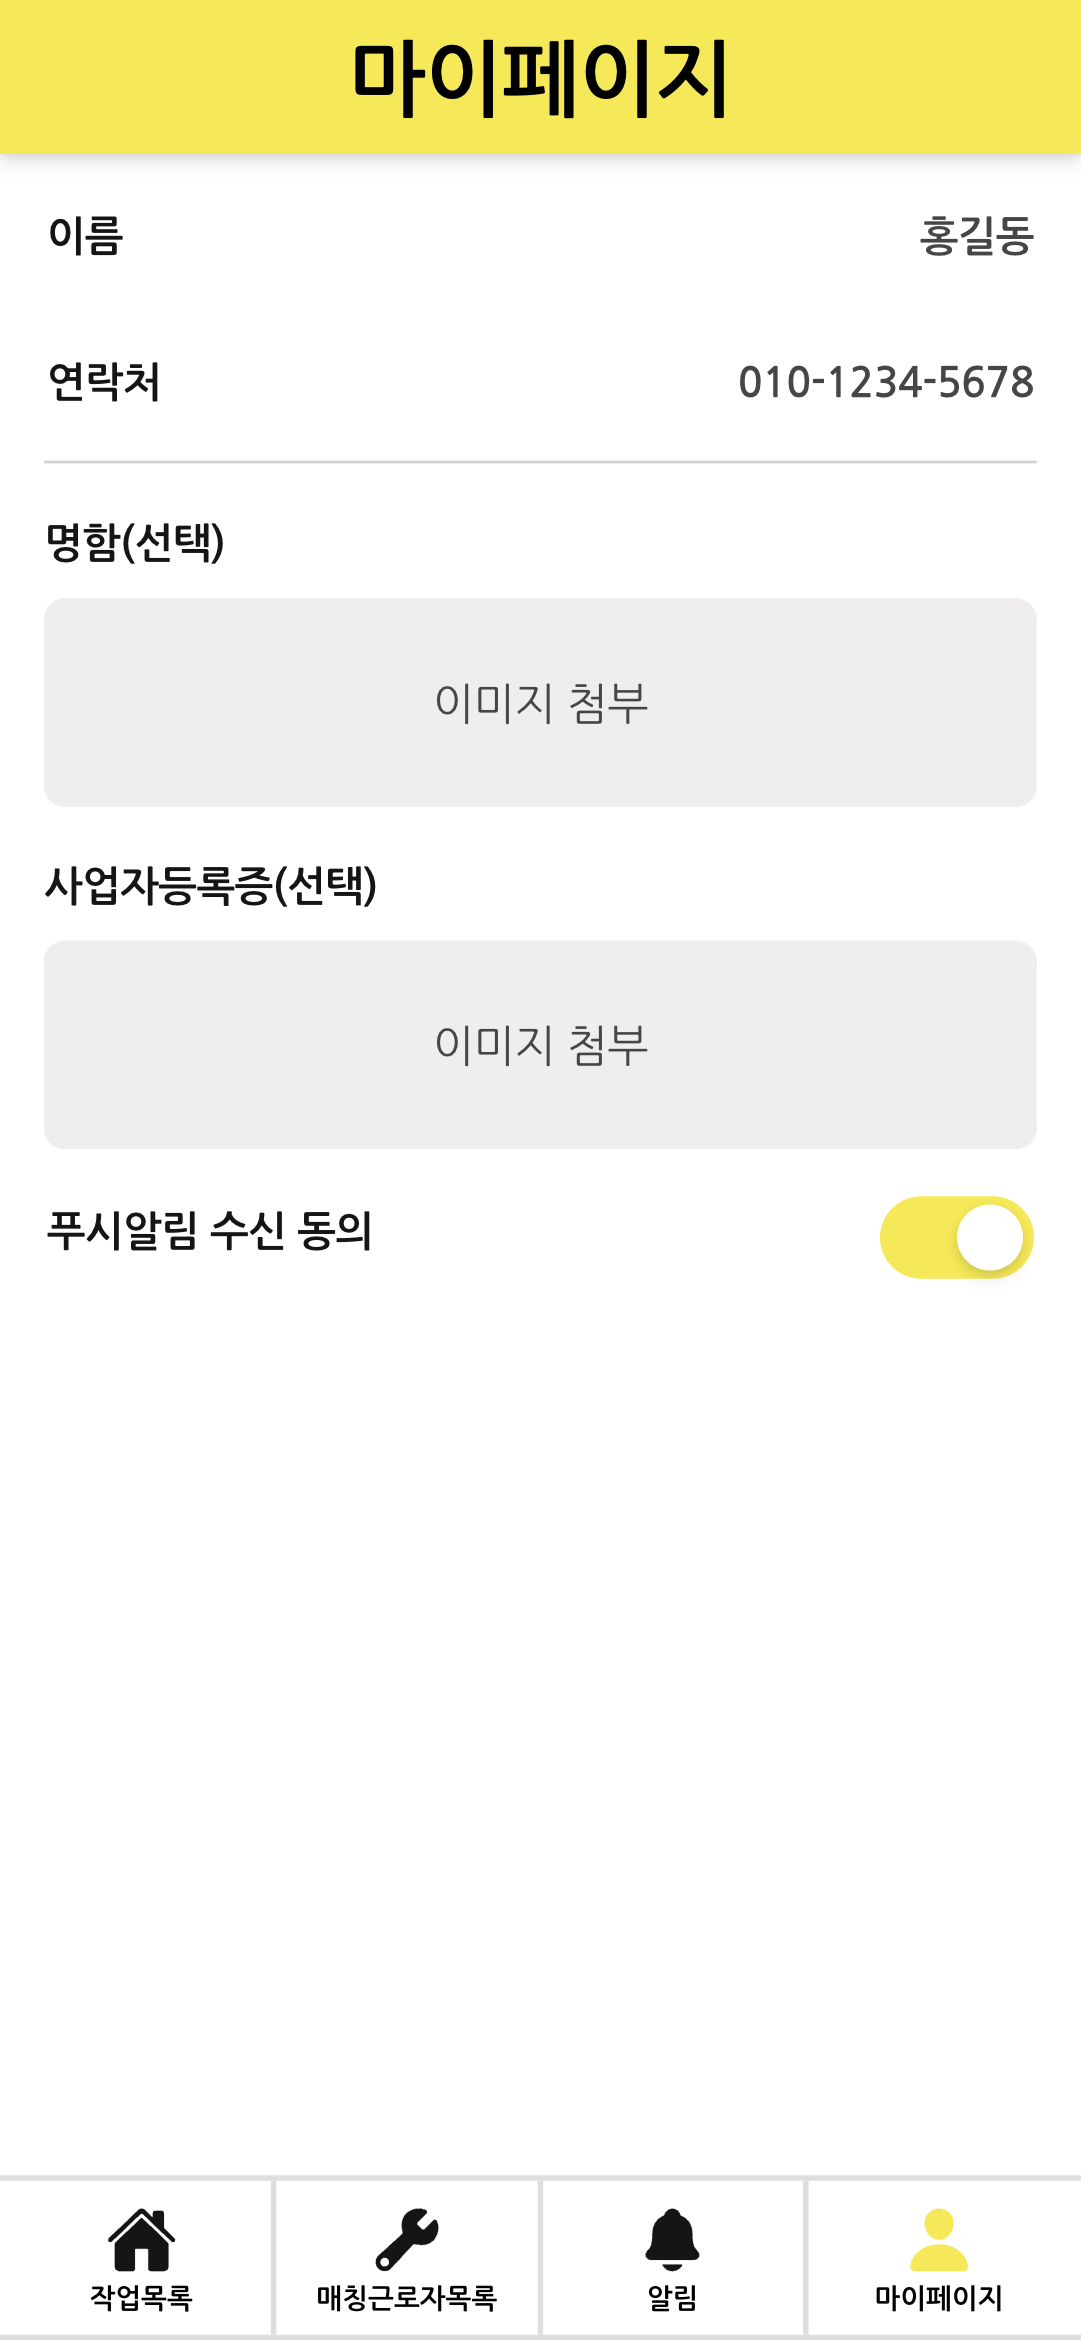 마이페이지
이름
홍길동
연락처
010-1234-5678
명함(선택)
이미지 첨부
사업자등록증(선택)
이미지 첨부
푸시알림 수신 동의
작업목록
매칭근로자목록
알림
마이페이지